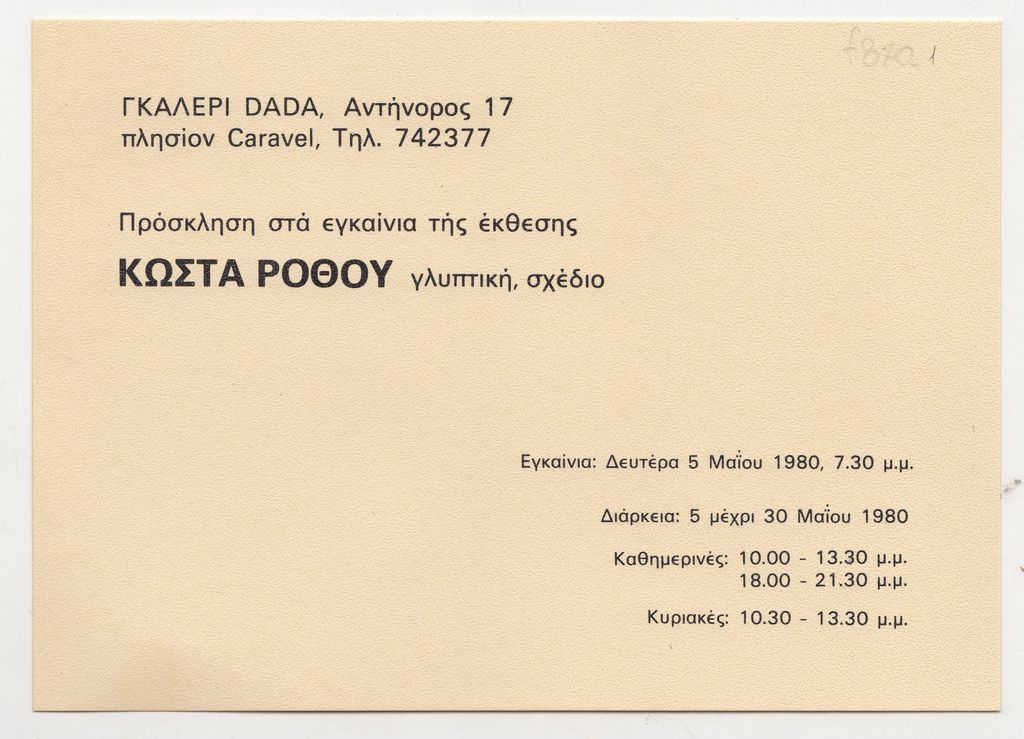 ΓΚΑΛΕΡΙ DADA, Αντήνορος 17
πλησίον Caravel, Τηλ. 742377
Πρόσκληση στά εγκαίνια τής έκθεσης
ΚΩΣΤΑ ΡΟΘΟΥ γλυπτική, σχέδιο
Εγκαίνια: Δευτέρα 5 Μαΐου 1980, 7.30 μ.μ.
Διάρκεια: 5 μέχρι 30 Μαΐου 1980
Καθημερινές: 10.00 - 13.30 μ.μ.
18.00 - 21.30 μ.μ.
Κυριακές: 10.30 - 13.30 μ.μ.